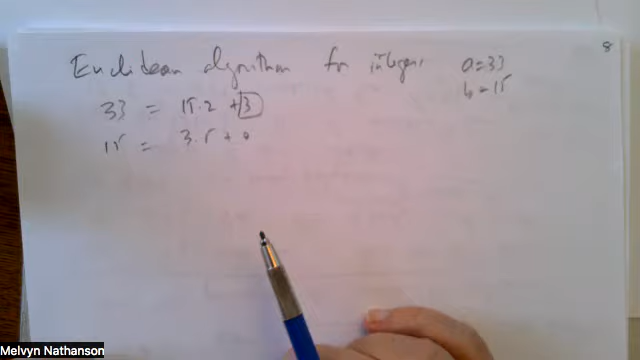 8
Euclidean algorithm for integers a=33
b=15
33 = 15·2 + 3
15 = 3·5 + 0
Melvyn Nathanson